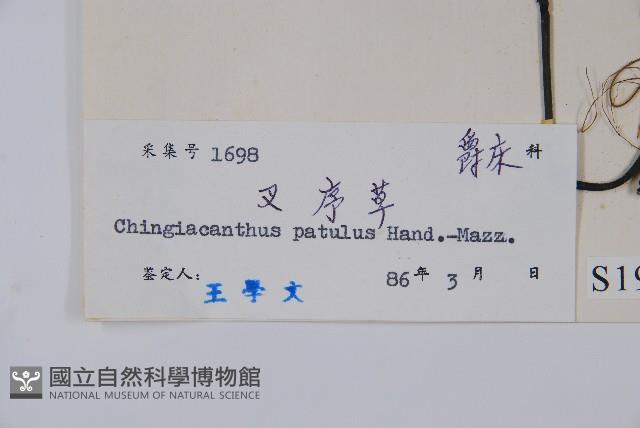 采集号 1698 爵床 科
叉序草
Chingiacanthus patulus Hand.-Mazz.
鉴定人: 王學文 86年 3月 日
S19
國立自然科學博物館
NATIONAL MUSEUM OF NATURAL SCIENCE